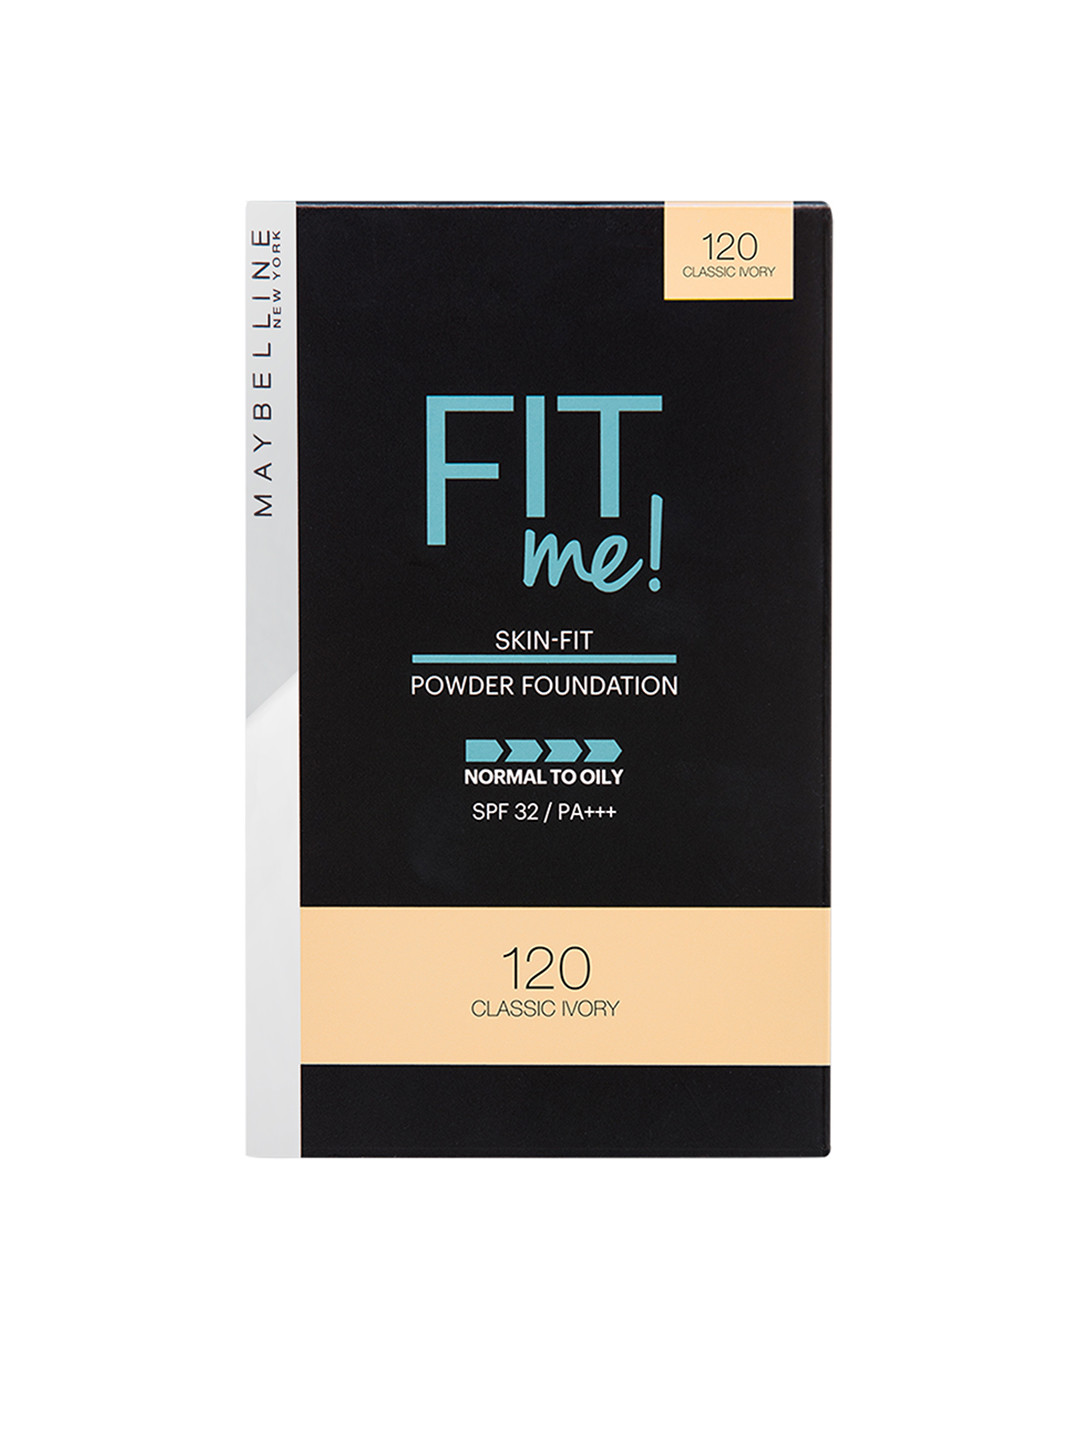 MAYBELLINE
NEW YORK
120
CLASSIC IVORY
FIT
me!
SKIN-FIT
POWDER FOUNDATION
NORMAL TO OILY
SPF 32 / PA+++
120
CLASSIC IVORY